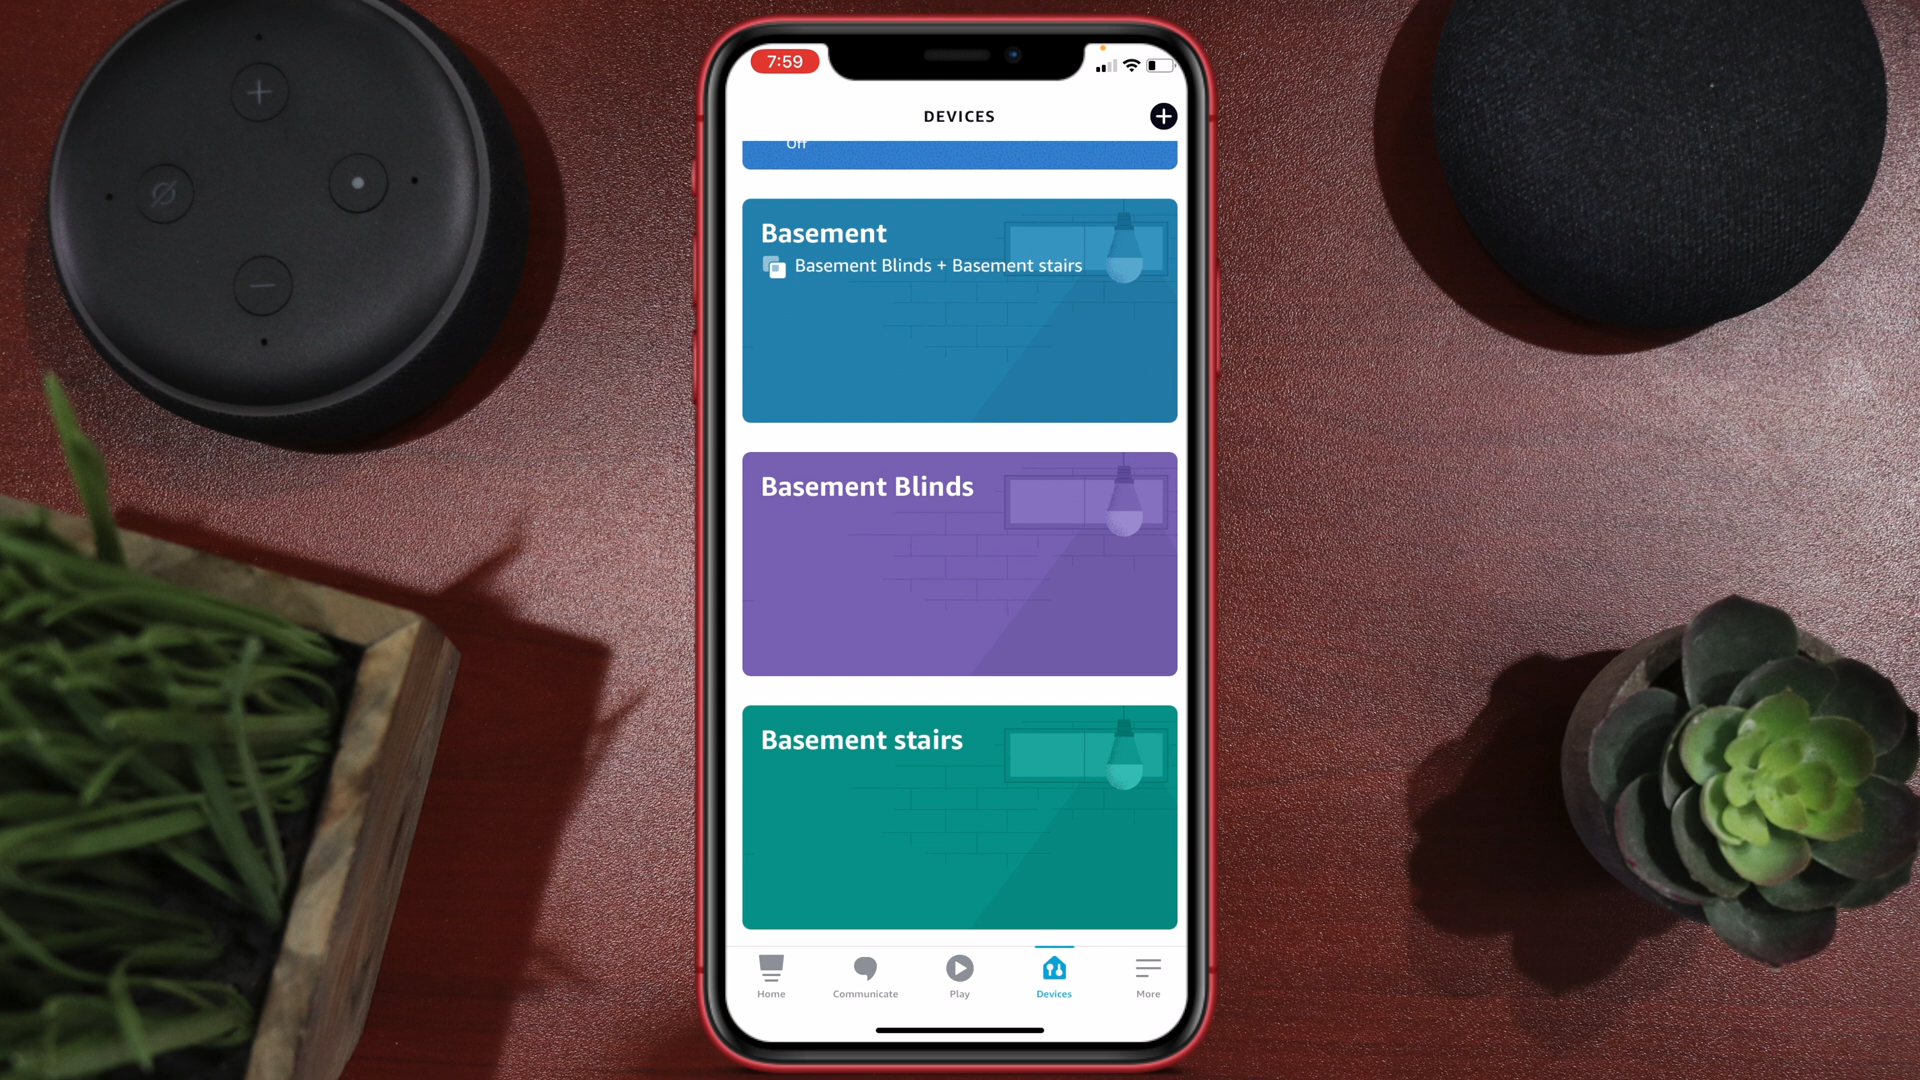 7:59
DEVICES
Off
Basement
Basement Blinds + Basement stairs
Basement Blinds
Basement stairs
Home
Communicate
Play
Devices
More